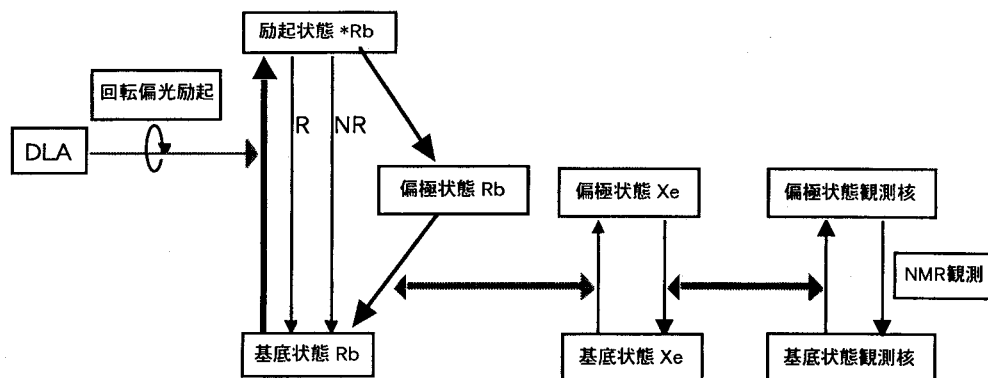 励起状態 *Rb
回転偏光励起
DLA
R
NR
偏極状態 Rb
偏極状態 Xe
偏極状態観測核
NMR観測
基底状態 Rb
基底状態 Xe
基底状態観測核